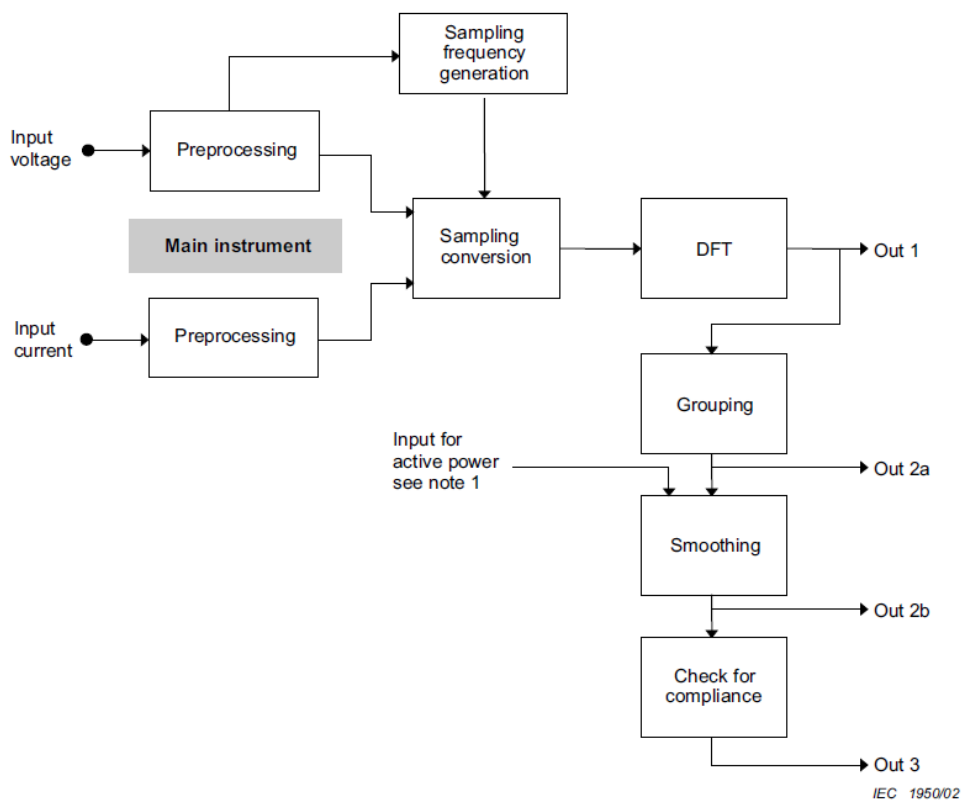 Sampling
frequency
generation
Input
voltage
Preprocessing
Main instrument
Sampling
conversion
DFT
Out 1
Input
current
Preprocessing
Grouping
Input for
active power
see note 1
Out 2a
Smoothing
Out 2b
Check for
compliance
Out 3
IEC 1950/02